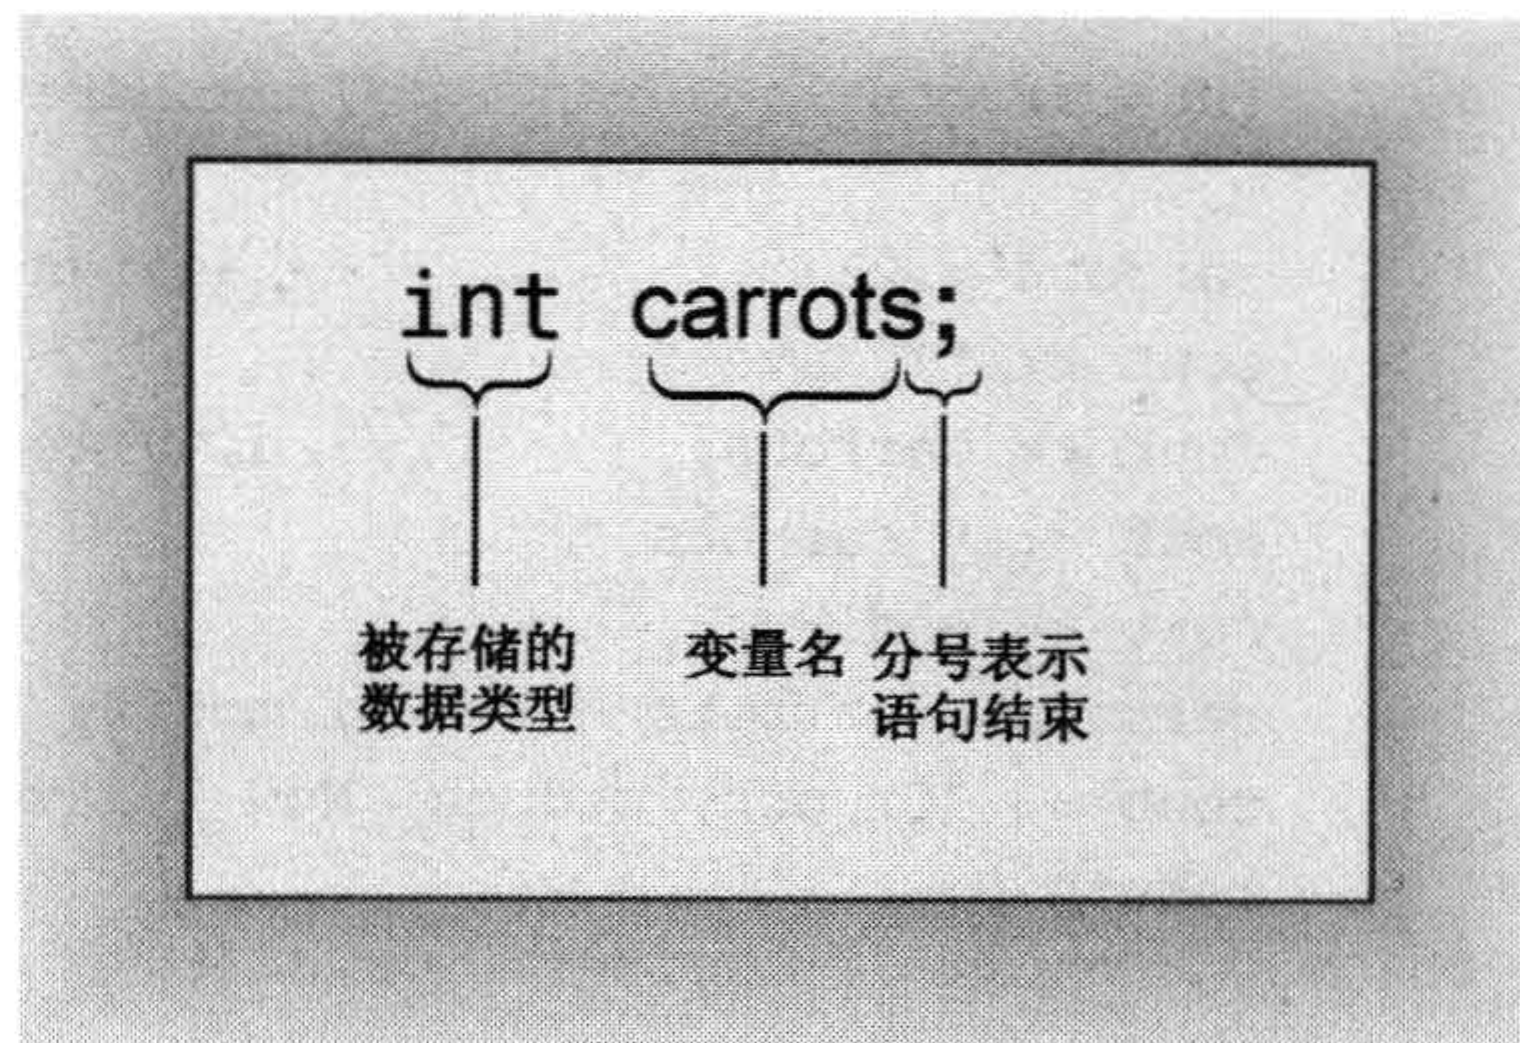 int carrots;
被存储的
数据类型
变量名
分号表示
语句结束